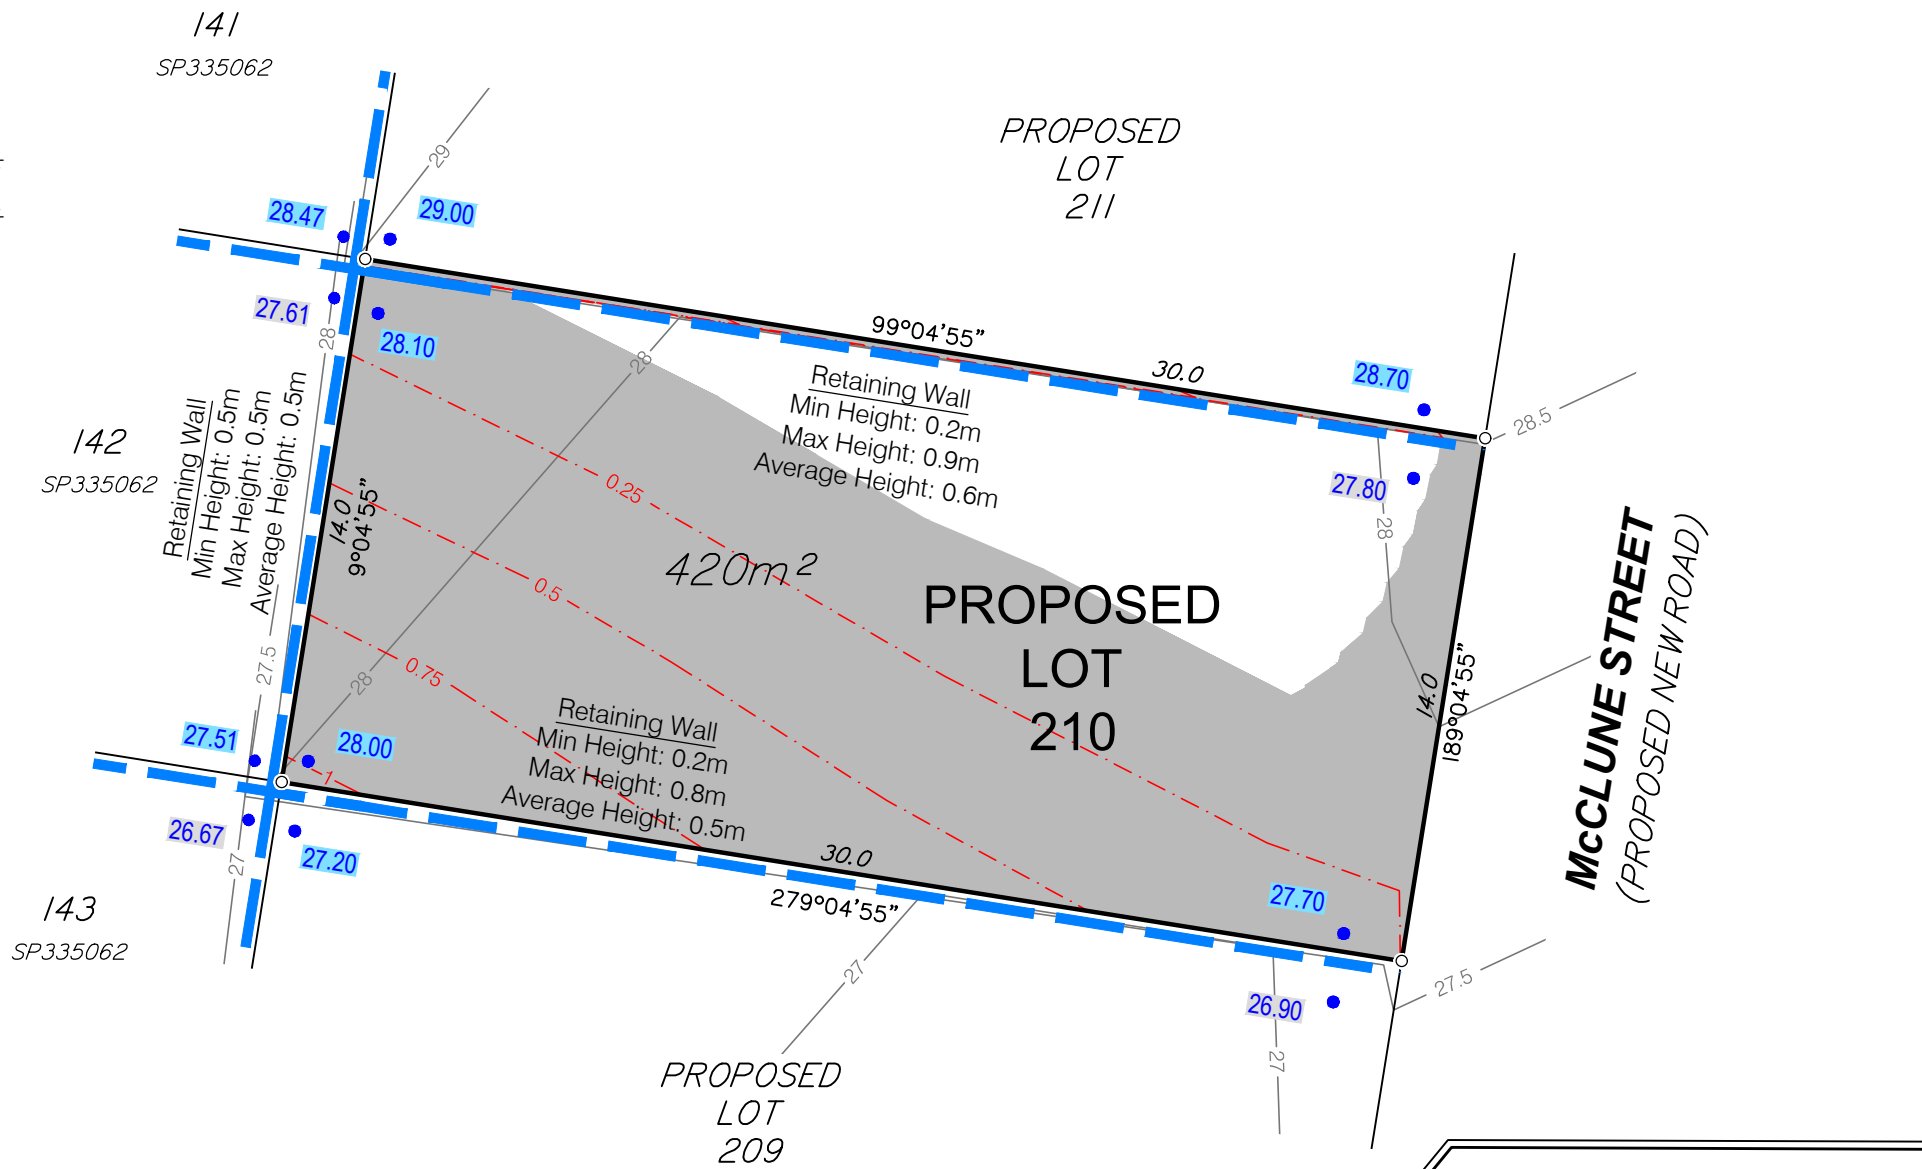 141
SP335062
29
PROPOSED
LOT
211
28.47
29.00
27.61
28.10
28
28
99°04'55"
30.0
28.70
28.5
Retaining Wall
Min Height: 0.2m
Max Height: 0.9m
Average Height: 0.6m
27.80
28
142
SP335062
Retaining Wall
Min Height: 0.5m
Max Height: 0.5m
Average Height: 0.5m
14.0
9°04'55"
0.25
0.5
0.75
1
420m²
PROPOSED
LOT
210
McCLUNE STREET
(PROPOSED NEW ROAD)
14.0
189°04'55"
27.5
28
27.51
28.00
Retaining Wall
Min Height: 0.2m
Max Height: 0.8m
Average Height: 0.5m
26.67
27.20
27
30.0
279°04'55"
27.70
143
SP335062
27
26.90
27.5
27
PROPOSED
LOT
209